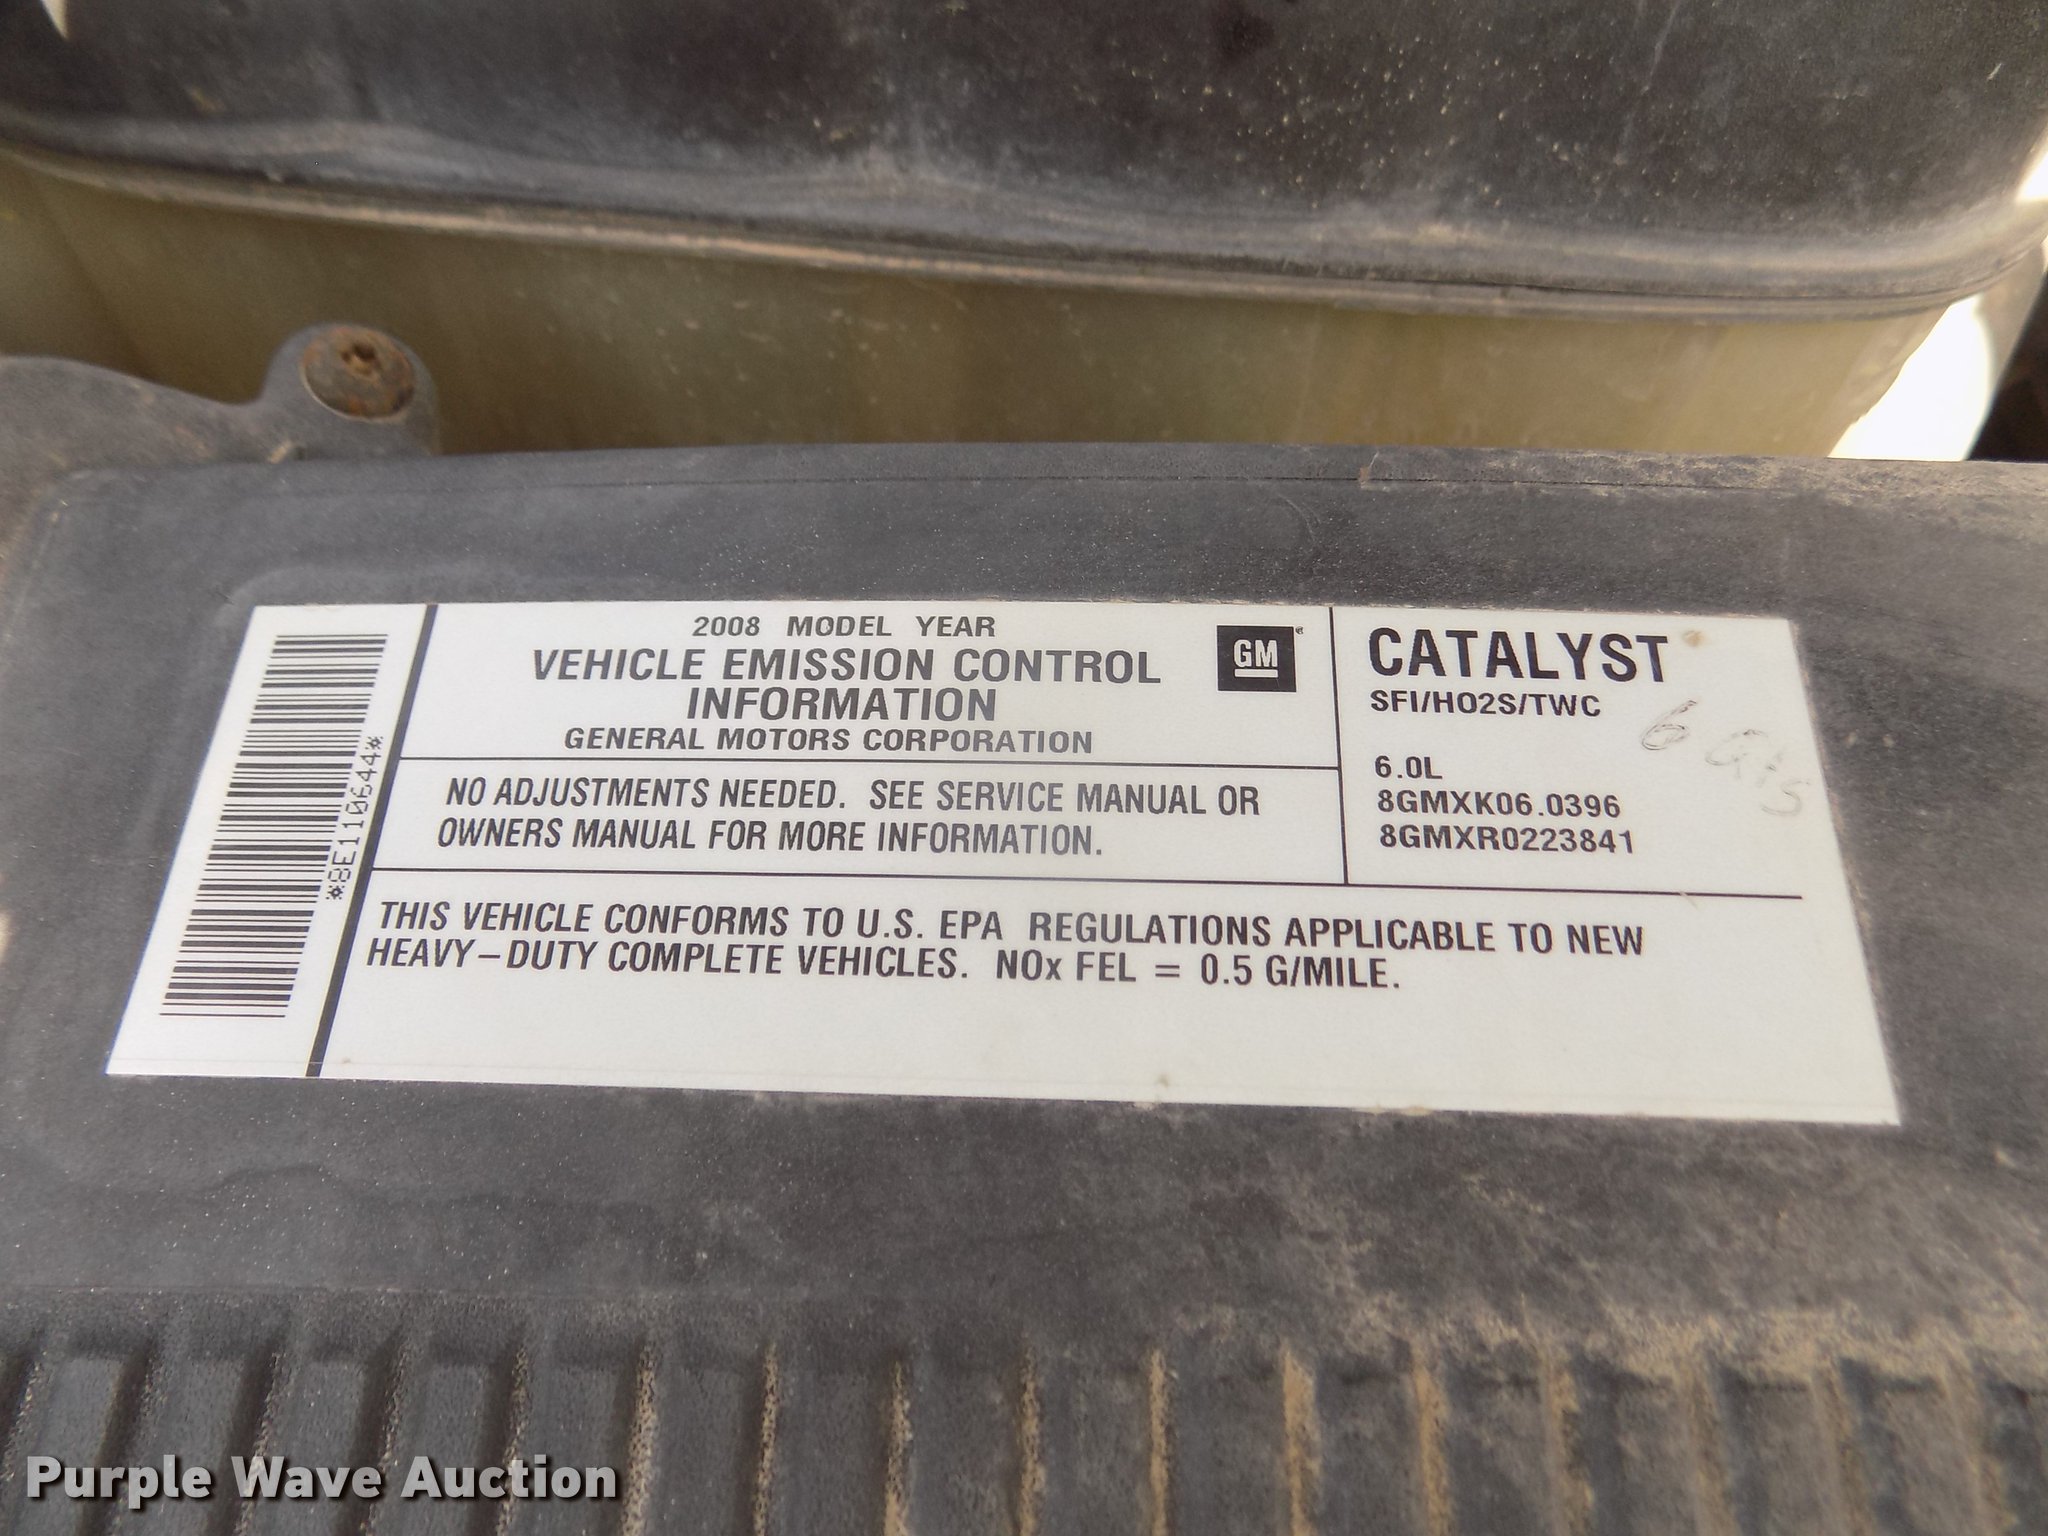 2008 MODEL YEAR
VEHICLE EMISSION CONTROL
INFORMATION
GENERAL MOTORS CORPORATION
GM
NO ADJUSTMENTS NEEDED. SEE SERVICE MANUAL OR
OWNERS MANUAL FOR MORE INFORMATION.
CATALYST
SFI/HO2S/TWC
6.0L
8GMXK06.0396
8GMXR0223841
6
THIS VEHICLE CONFORMS TO U.S. EPA REGULATIONS APPLICABLE TO NEW
HEAVY-DUTY COMPLETE VEHICLES. NOx FEL = 0.5 G/MILE.
*8E110644*
Purple Wave Auction